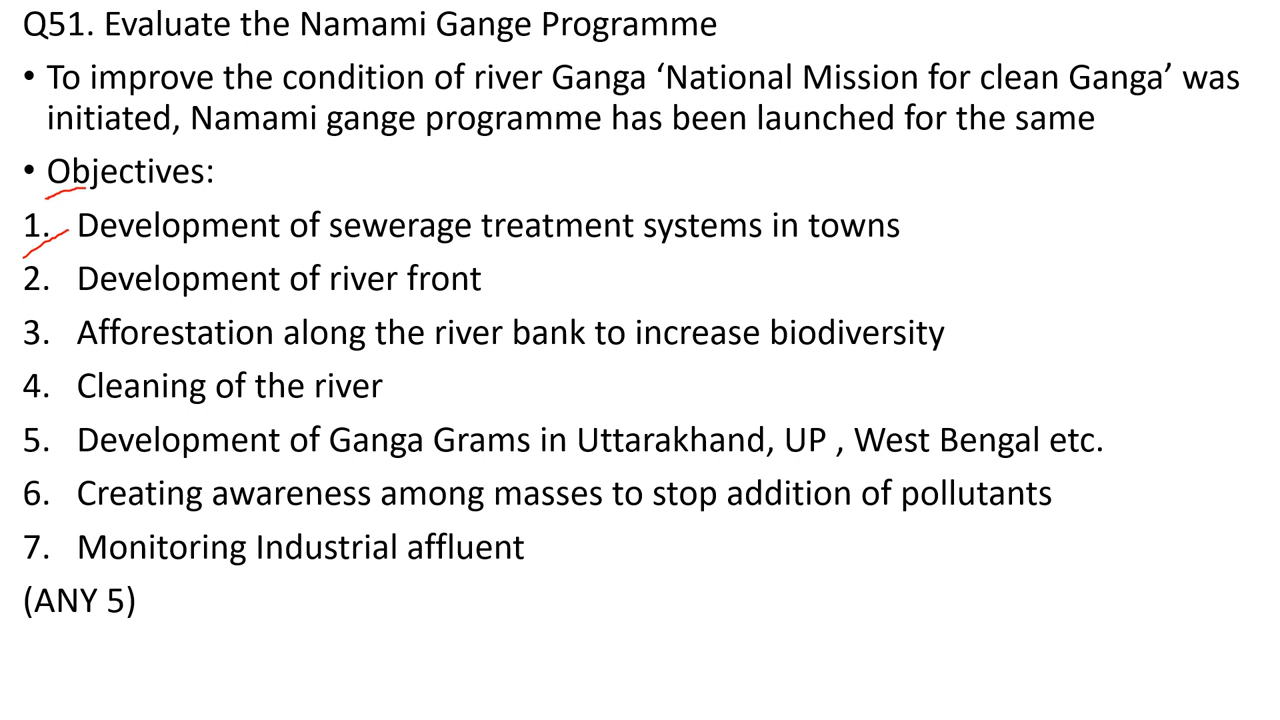 Q51. Evaluate the Namami Gange Programme
• To improve the condition of river Ganga ‘National Mission for clean Ganga’ was
initiated, Namami gange programme has been launched for the same
• Objectives:
1. Development of sewerage treatment systems in towns
2. Development of river front
3. Afforestation along the river bank to increase biodiversity
4. Cleaning of the river
5. Development of Ganga Grams in Uttarakhand, UP , West Bengal etc.
6. Creating awareness among masses to stop addition of pollutants
7. Monitoring Industrial affluent
(ANY 5)